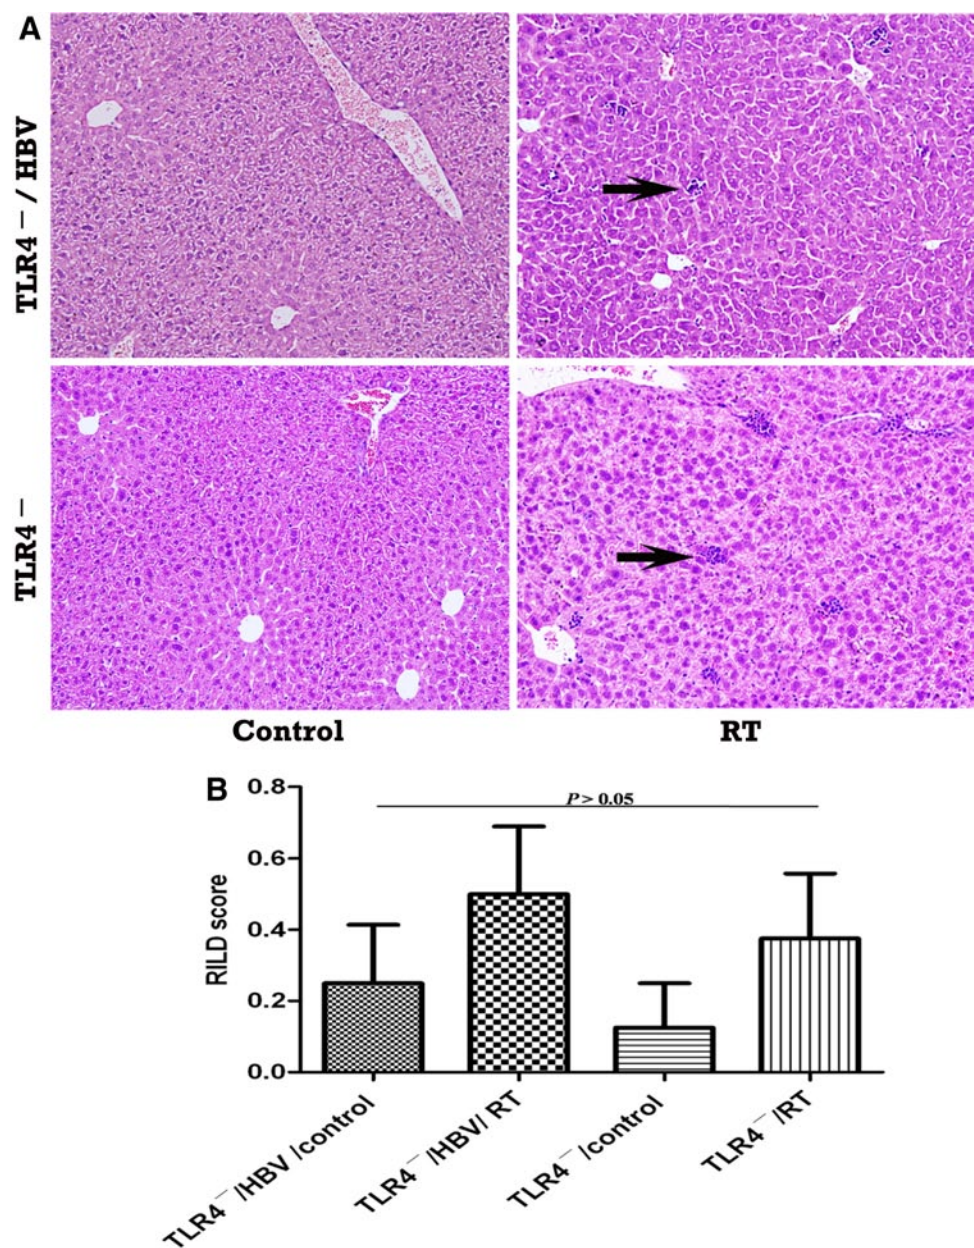 A
TLR4 — / HBV
TLR4 —
Control
RT
B
P > 0.05
RILD score
0.8
0.6
0.4
0.2
0.0
TLR4—/HBV /control
TLR4—/HBV/ RT
TLR4—/control
TLR4—/RT